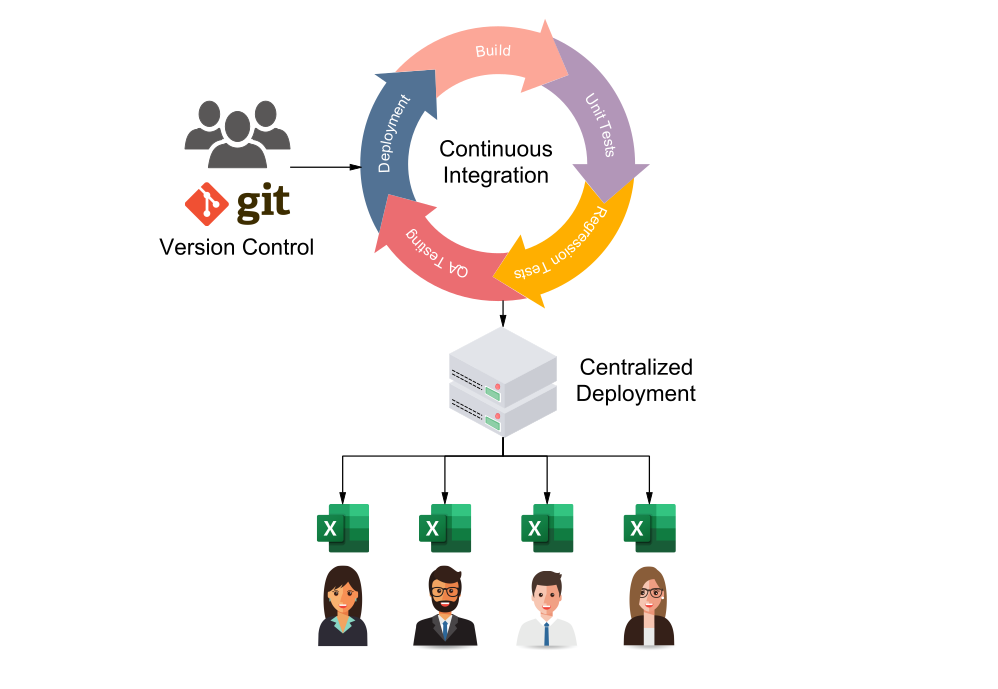 Build
Unit Tests
Regression Tests
QA Testing
Deployment
Continuous
Integration
git
Version Control
Centralized
Deployment
X
X
X
X